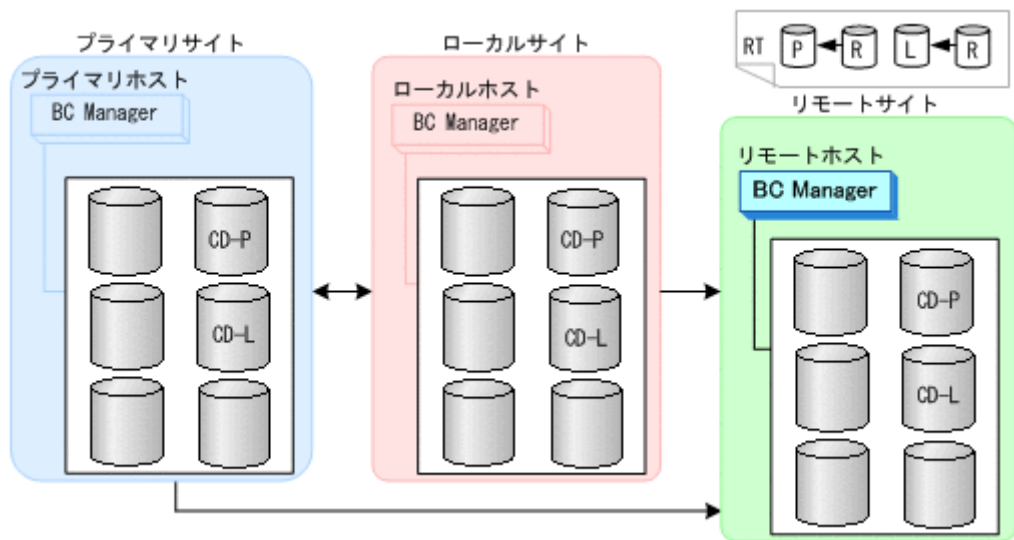 プライマリサイト
プライマリホスト
BC Manager
CD-P
CD-L
ローカルサイト
ローカルホスト
BC Manager
CD-P
CD-L
RT P R L R
リモートサイト
リモートホスト
BC Manager
CD-P
CD-L